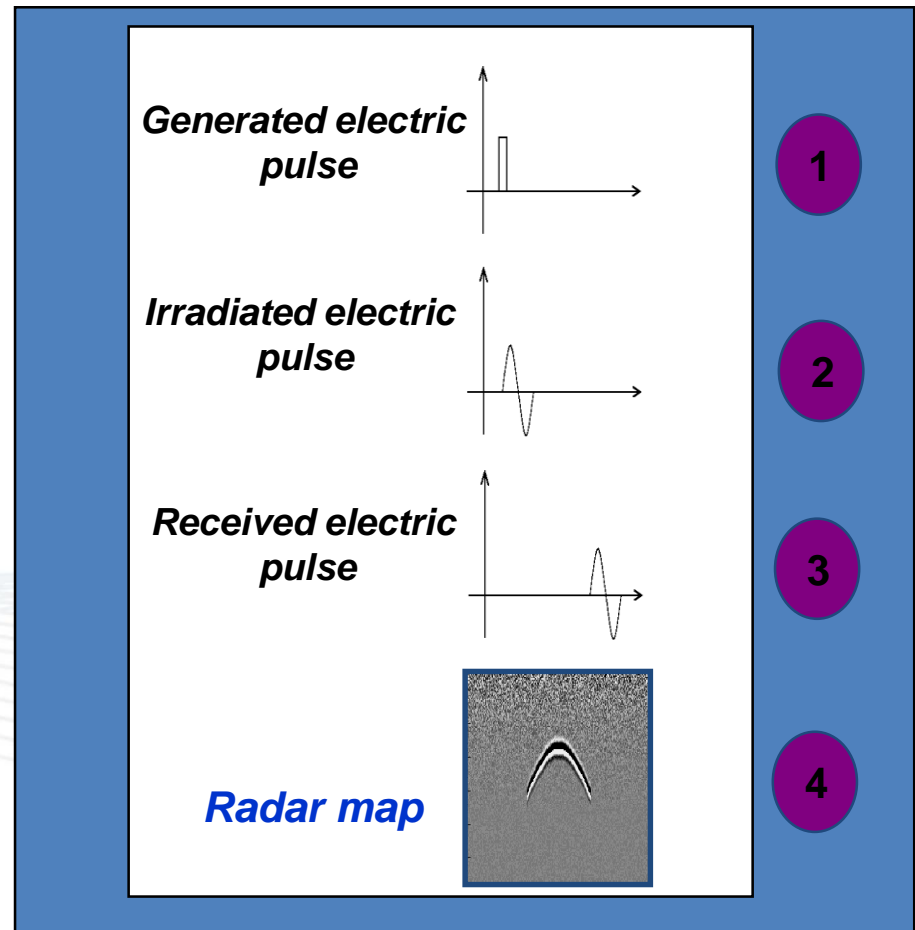 Generated electric
pulse
1
Irradiated electric
pulse
2
Received electric
pulse
3
Radar map
4